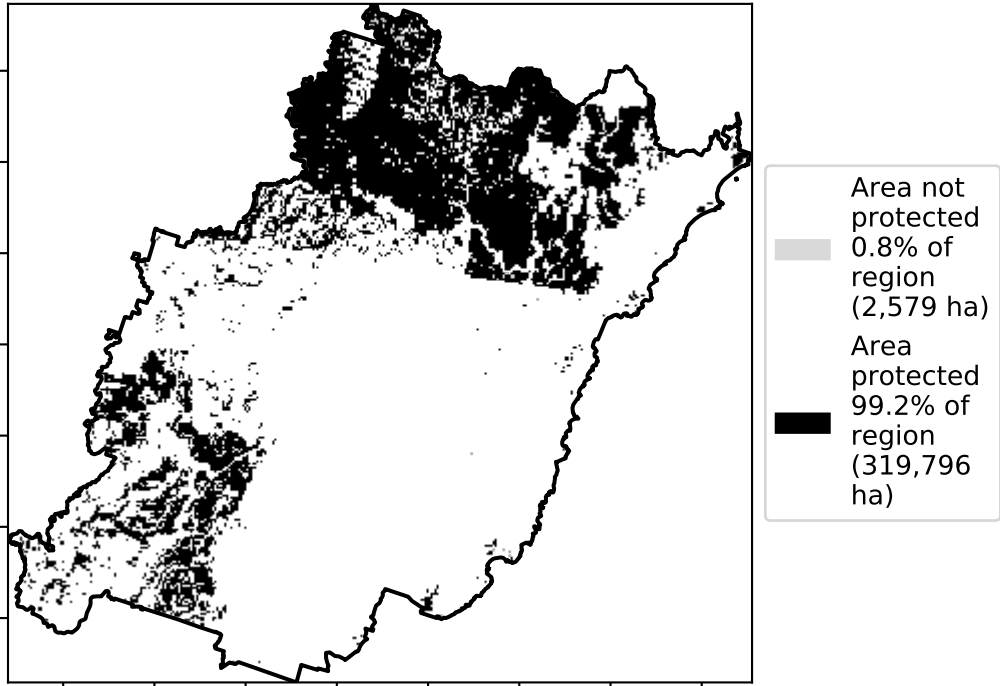 Area not
protected
0.8% of
region
(2,579 ha)
Area
protected
99.2% of
region
(319,796
ha)